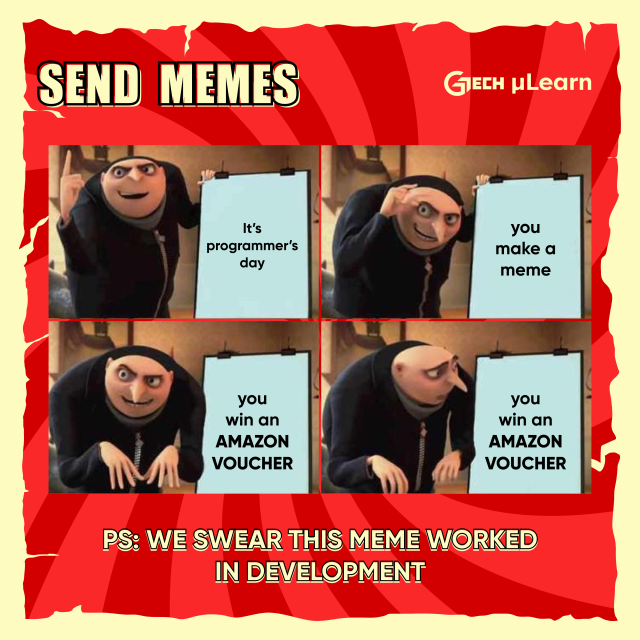 SEND MEMES
GTECH µLearn
It's
programmer's
day
you
make a
meme
you
win an
AMAZON
VOUCHER
you
win an
AMAZON
VOUCHER
PS: WE SWEAR THIS MEME WORKED
IN DEVELOPMENT